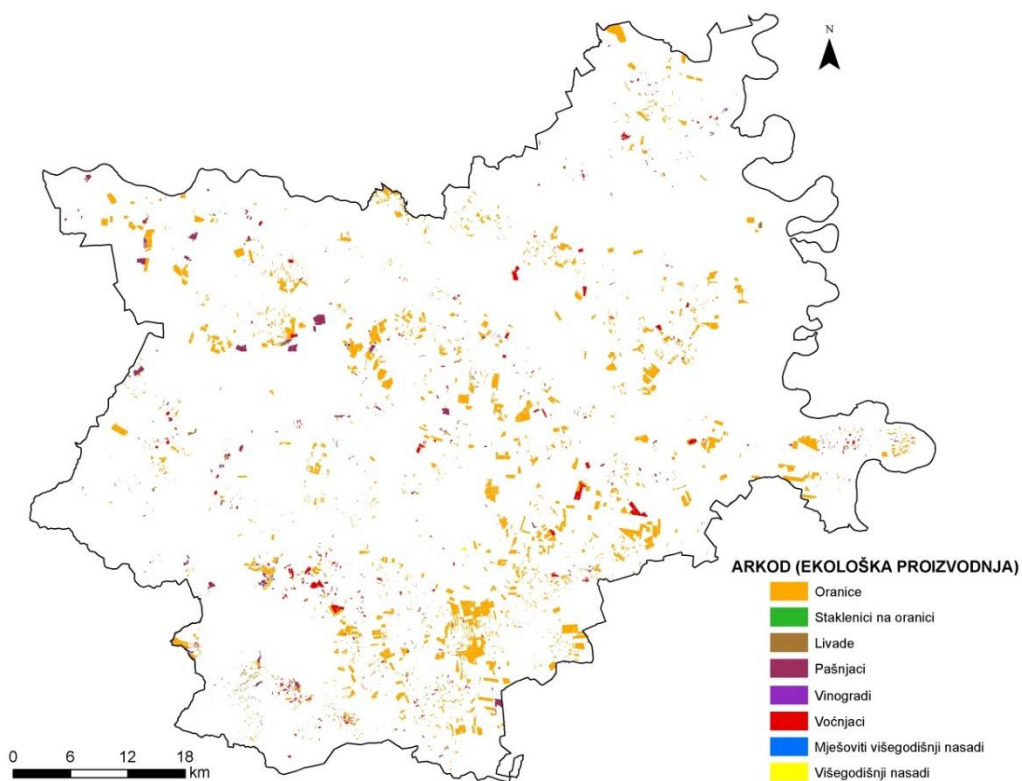 N
ARKOD (EKOLOŠKA PROIZVODNJA)
Oranice
Staklenici na oranici
Livade
Pašnjaci
Vinogradi
Voćnjaci
Mješoviti višegodišnji nasadi
Višegodišnji nasadi
0 6 12 18
km